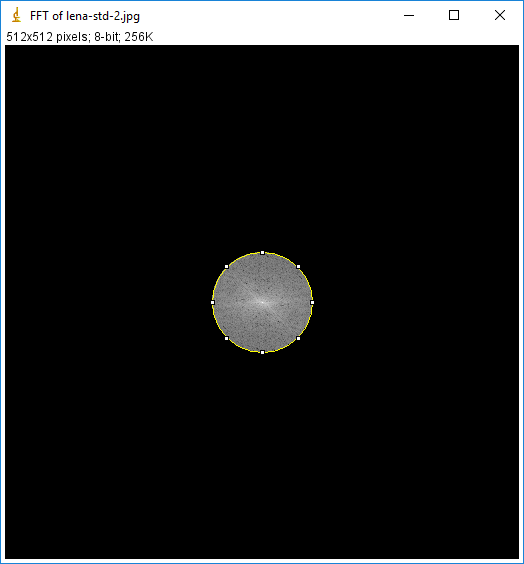 FFT of lena-std-2.jpg
512x512 pixels; 8-bit; 256K